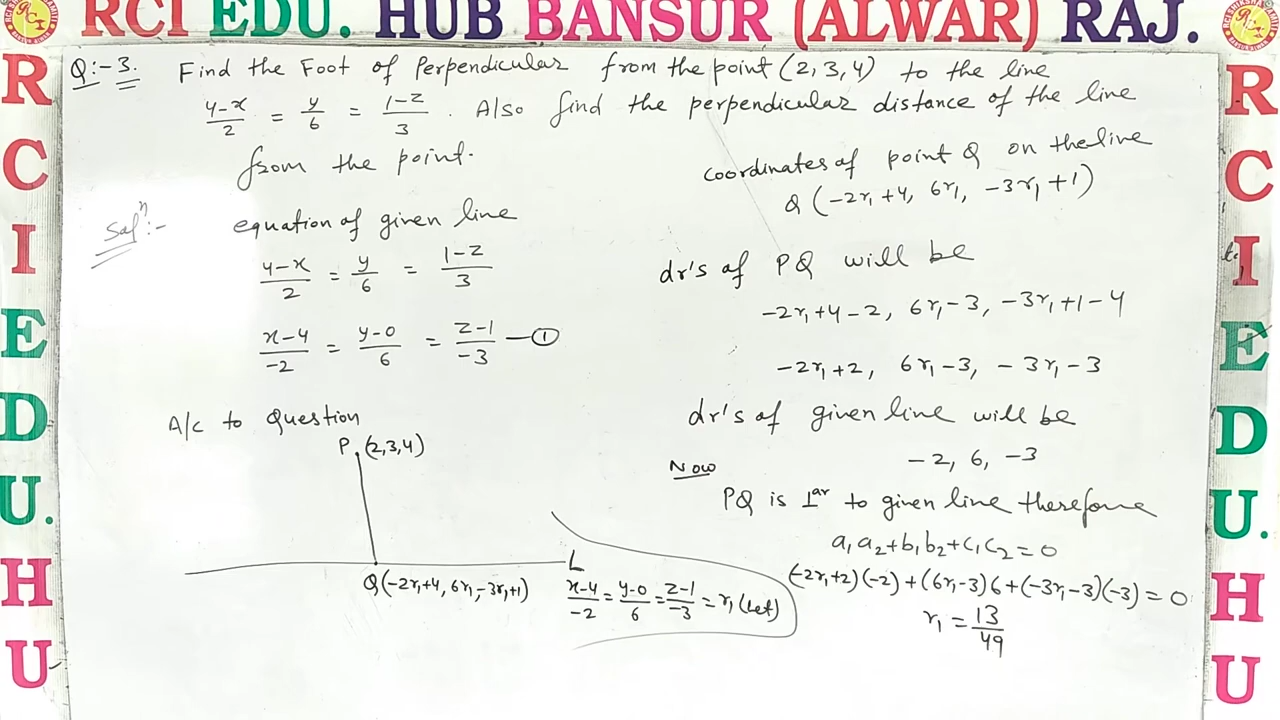 RCI EDU. HUB BANSUR (ALWAR) RAJ.
R
C
I
E
D
U.
H
U
Q:-3. Find the Foot of Perpendicular from the point (2, 3, 4) to the line
4-x/2 = y/6 = 1-z/3 . Also find the perpendicular distance of the line
from the point.
Solⁿ:-
equation of given line
4-x/2 = y/6 = 1-z/3
x-4/-2 = y-0/6 = z-1/-3 —①
A/c to Question
P (2,3,4)
L
Q(-2r₁+4, 6r₁, -3r₁+1)
x-4/-2 = y-0/6 = z-1/-3 = r₁ (Let)
coordinates of point Q on the line
Q (-2r₁+4, 6r₁, -3r₁+1)
dr's of PQ will be
-2r₁+4-2, 6r₁-3, -3r₁+1-4
-2r₁+2, 6r₁-3, -3r₁-3
dr's of given line will be
-2, 6, -3
Now
PQ is ⊥ar to given line therefore
a₁a₂+b₁b₂+c₁c₂=0
(-2r₁+2)(-2)+(6r₁-3)6+(-3r₁-3)(-3)=0
r₁ = 13/49
R
C
I
E
D
U.
H
U